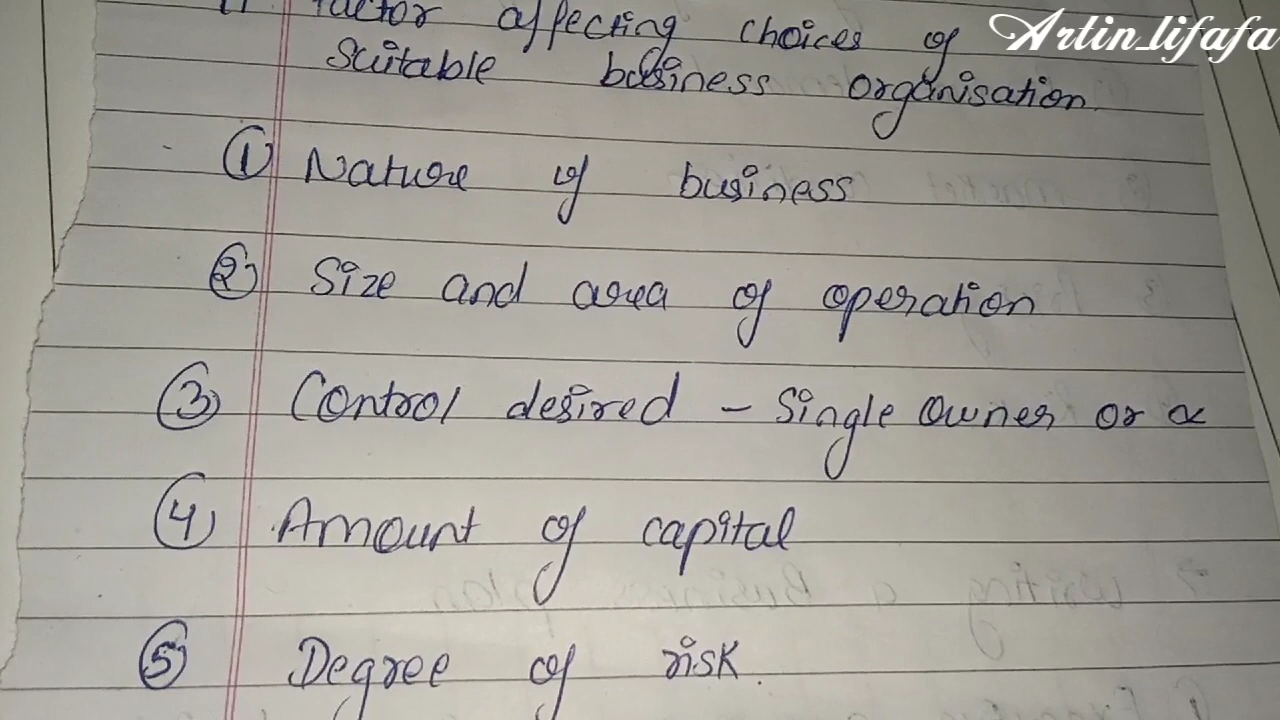 Artin_lifafa
factor affecting choices of
Suitable business organisation
① Nature of business
② Size and area of operation
③ Control desired - Single owner or
④ Amount of capital
⑤ Degree of risk.